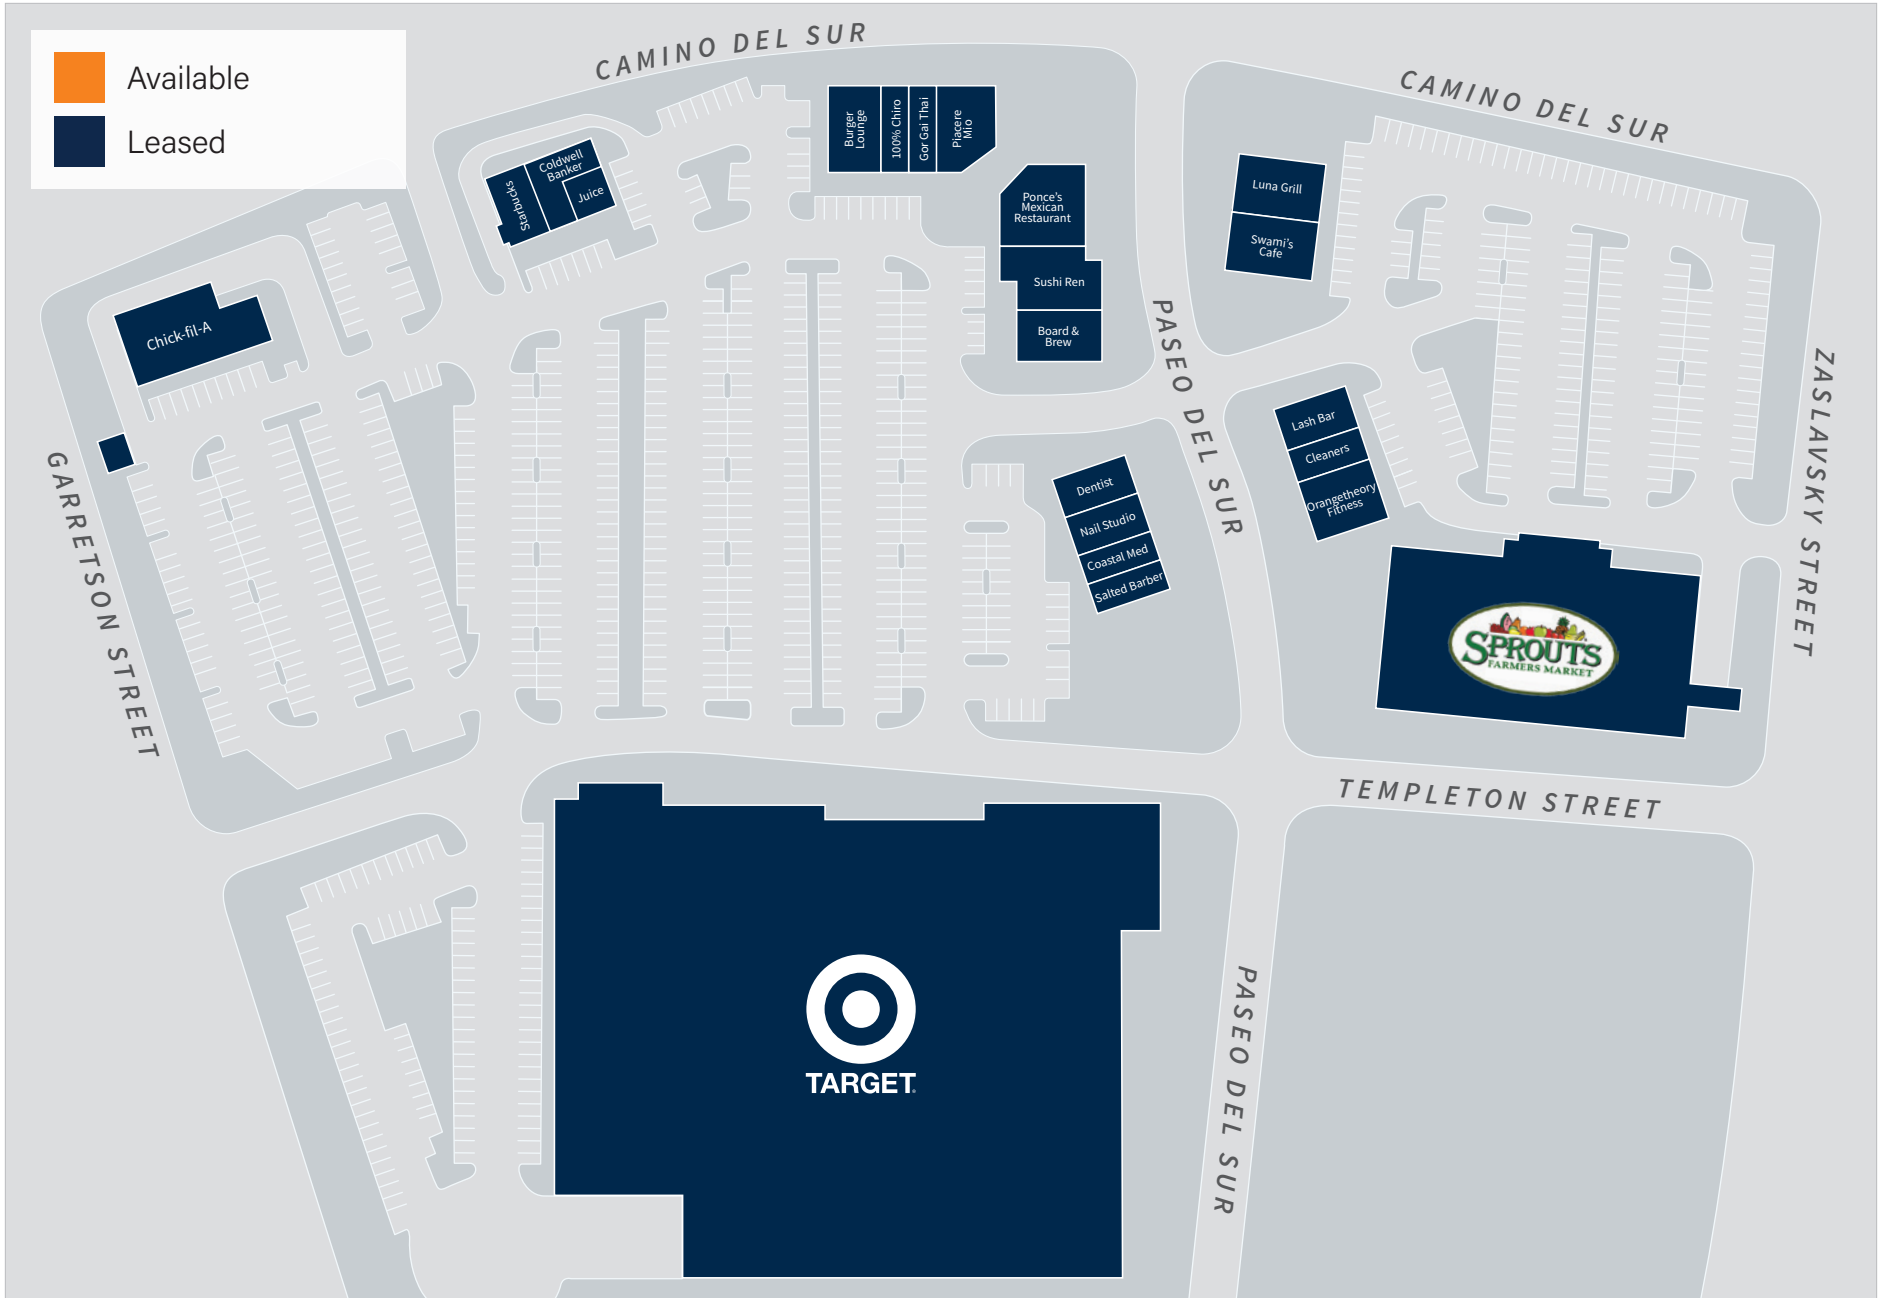 Available
Leased
CAMINO DEL SUR
CAMINO DEL SUR
Burger
Lounge
100% Chiro
Gor Gai Thai
Piacere
Mio
Starbucks
Coldwell
Banker
Juice
Ponce's
Mexican
Restaurant
Sushi Ren
Board &
Brew
Luna Grill
Swami's
Cafe
Chick-fil-A
PASEO DEL SUR
ZASLAVSKY STREET
GARRETSON STREET
Lash Bar
Cleaners
Orangetheory
Fitness
Dentist
Nail Studio
Coastal Med
Salted Barber
SPROUTS
FARMERS MARKET
TEMPLETON STREET
TARGET
PASEO DEL SUR